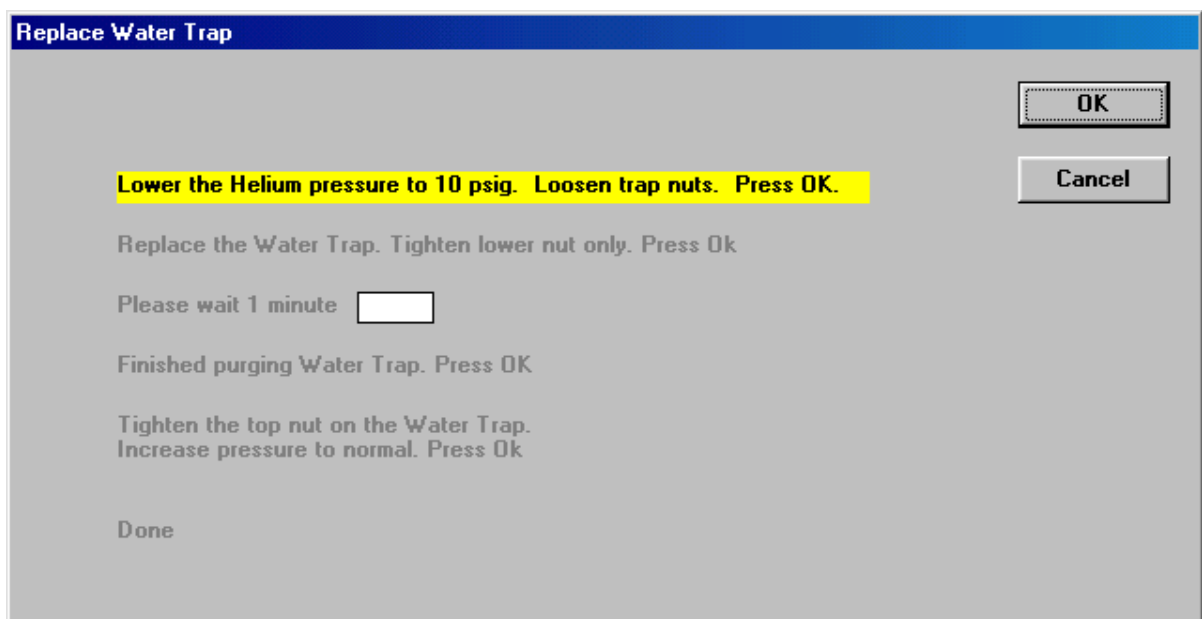 Replace Water Trap
OK
Lower the Helium pressure to 10 psig.  Loosen trap nuts.  Press OK.
Cancel
Replace the Water Trap. Tighten lower nut only. Press Ok
Please wait 1 minute
Finished purging Water Trap. Press OK
Tighten the top nut on the Water Trap.
Increase pressure to normal. Press Ok
Done